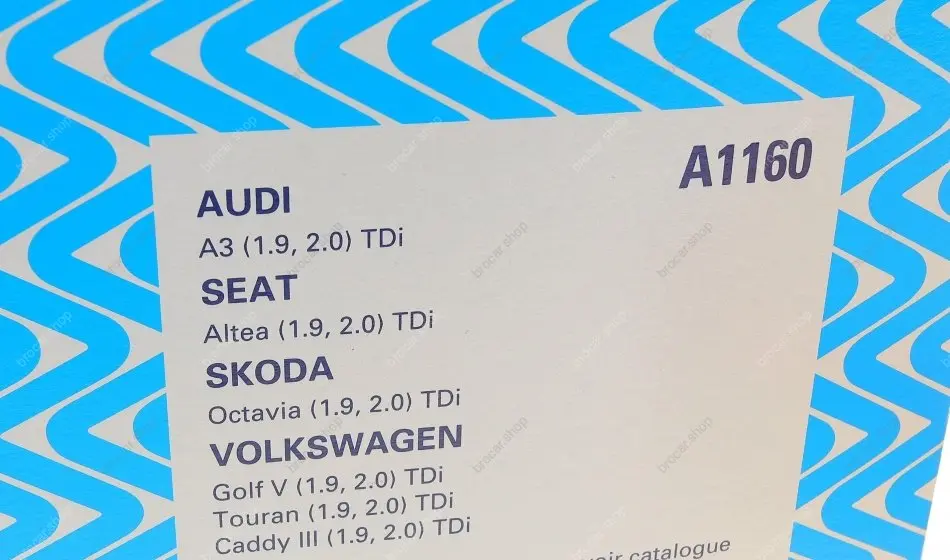 A1160
AUDI
A3 (1.9, 2.0) TDi
SEAT
Altea (1.9, 2.0) TDi
SKODA
Octavia (1.9, 2.0) TDi
VOLKSWAGEN
Golf V (1.9, 2.0) TDi
Touran (1.9, 2.0) TDi
Caddy III (1.9, 2.0) TDi
catalogue
brocar.shop